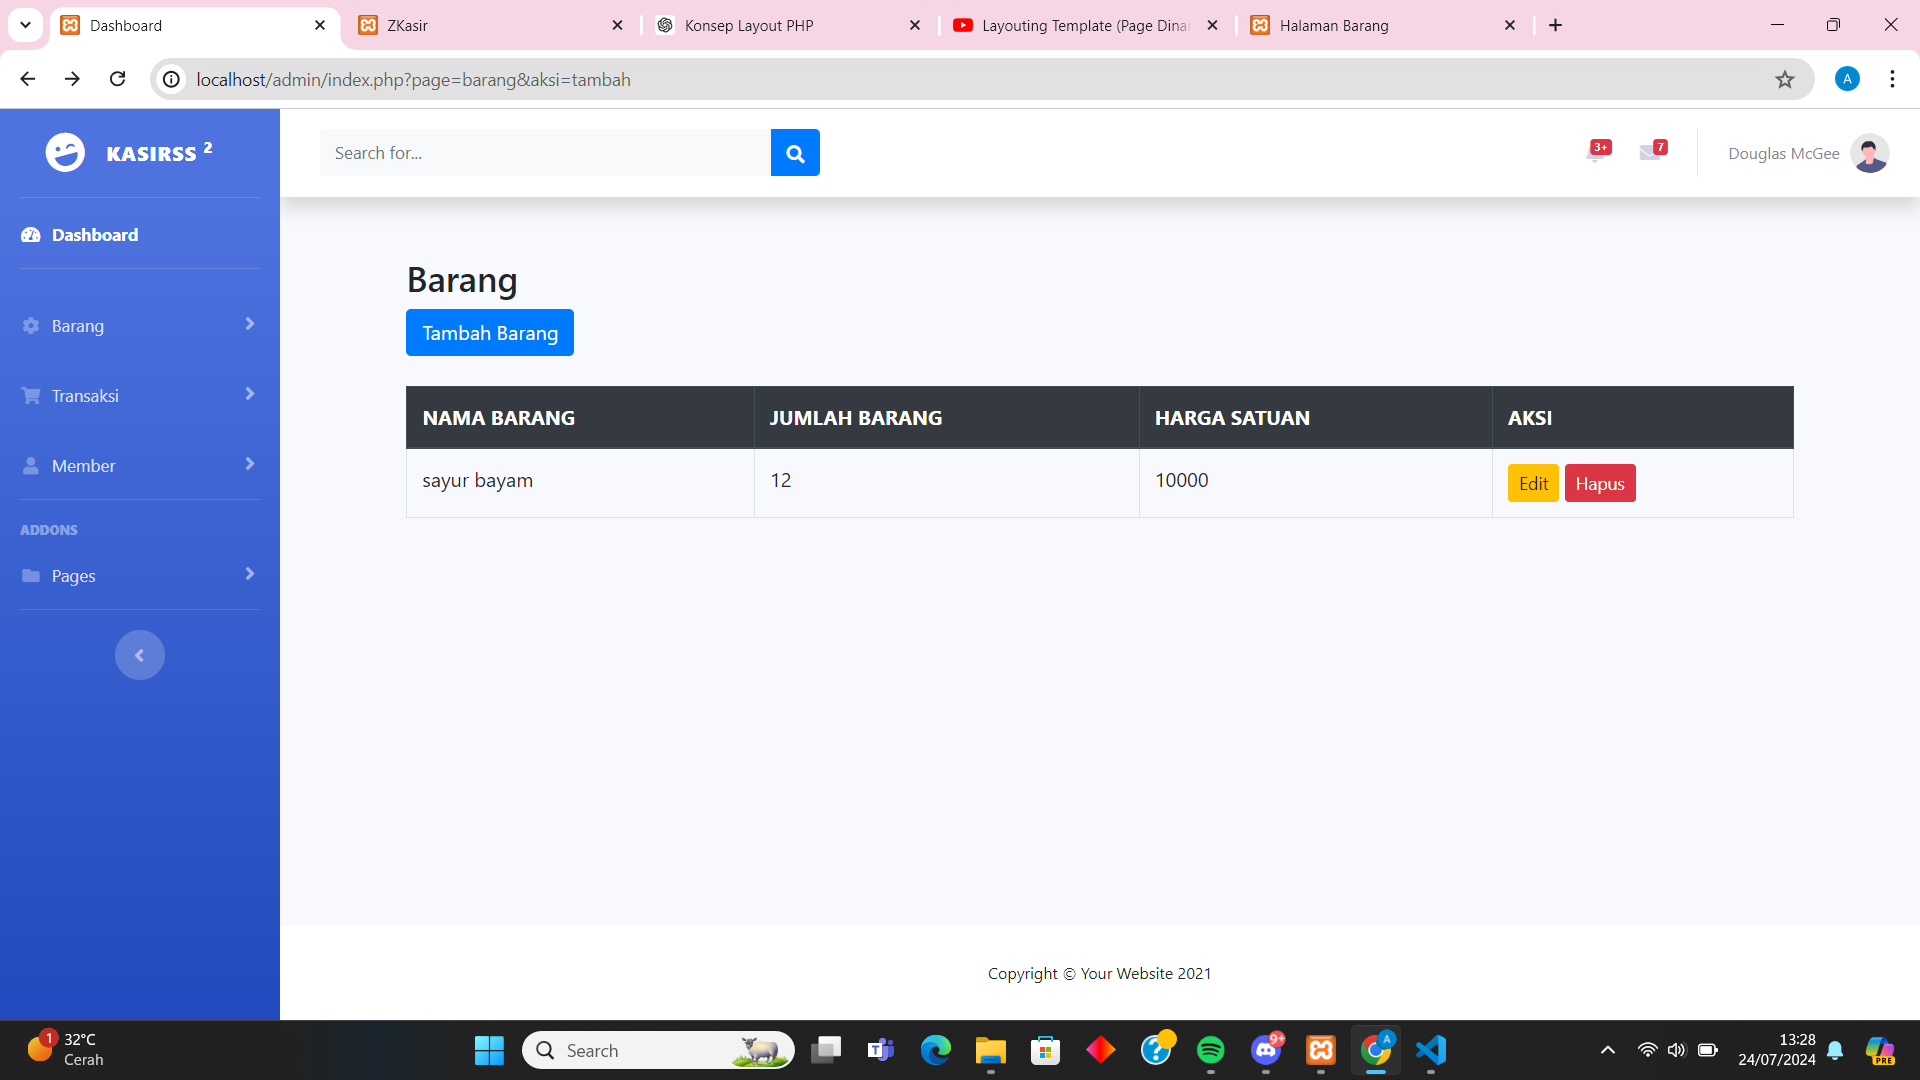 Dashboard
ZKasir
Konsep Layout PHP
Layouting Template (Page Dinar
Halaman Barang
localhost/admin/index.php?page=barang&aksi=tambah
A
KASIRSS 2
Search for...
3+
7
Douglas McGee
Dashboard
Barang
Transaksi
Member
ADDONS
Pages
Barang
Tambah Barang
NAMA BARANG JUMLAH BARANG HARGA SATUAN AKSI
sayur bayam 12 10000 Edit Hapus
Copyright © Your Website 2021
1
32°C
Cerah
Search
9+
A
PRE
13:28
24/07/2024